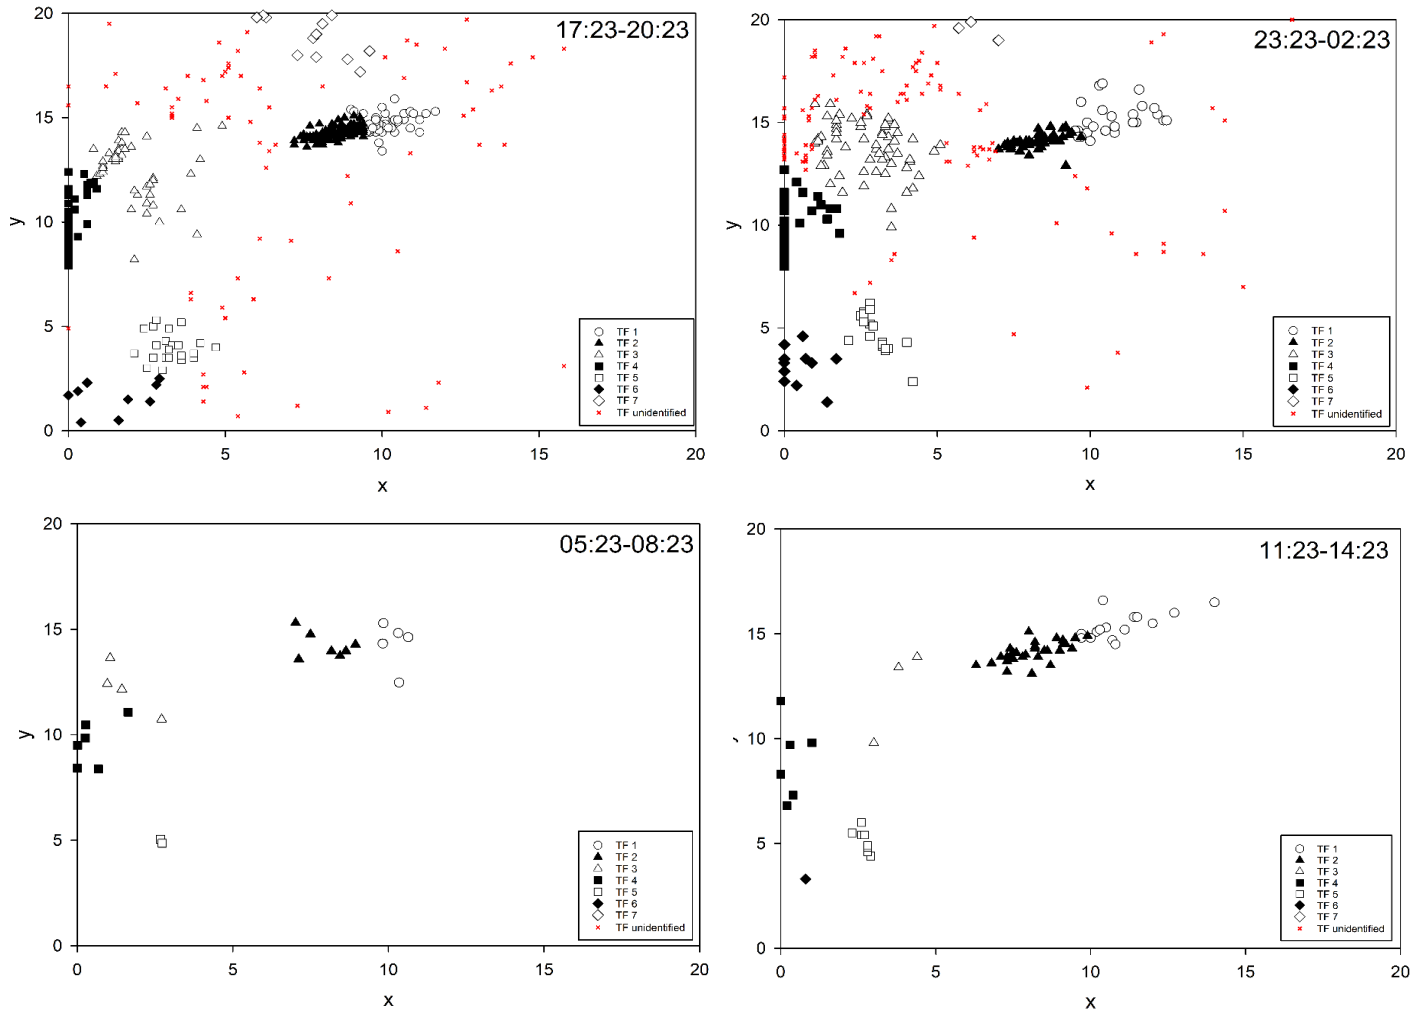 17:23-20:23
20
15
10
5
0
y
0 5 10 15 20
x
TF 1
TF 2
TF 3
TF 4
TF 5
TF 6
TF 7
TF unidentified
23:23-02:23
20
15
10
5
0
y
0 5 10 15 20
x
TF 1
TF 2
TF 3
TF 4
TF 5
TF 6
TF 7
TF unidentified
05:23-08:23
20
15
10
5
0
y
0 5 10 15 20
x
TF 1
TF 2
TF 3
TF 4
TF 5
TF 6
TF 7
TF unidentified
11:23-14:23
20
15
10
5
0
0 5 10 15 20
x
TF 1
TF 2
TF 3
TF 4
TF 5
TF 6
TF 7
TF unidentified